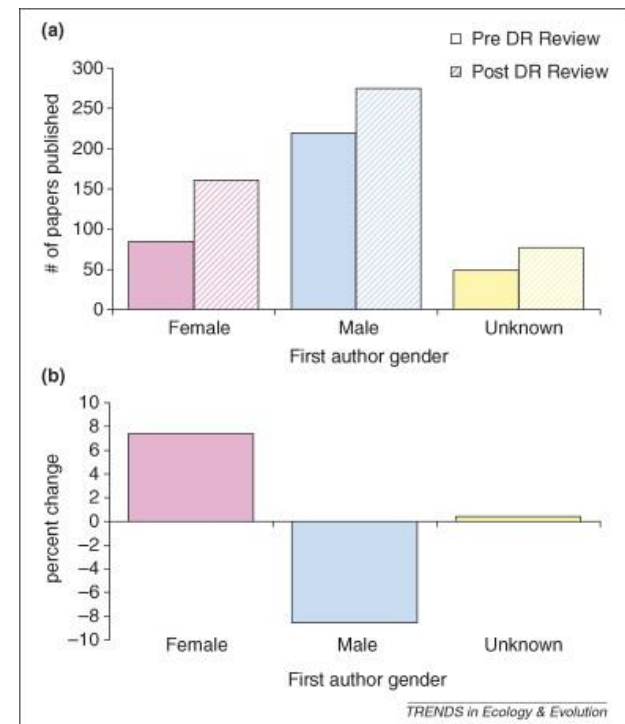 (a)
Pre DR Review
Post DR Review
300
250
200
150
100
50
0
# of papers published
Female Male Unknown
First author gender
(b)
10
8
6
4
2
0
−2
−4
−6
−8
−10
percent change
Female Male Unknown
First author gender
TRENDS in Ecology & Evolution